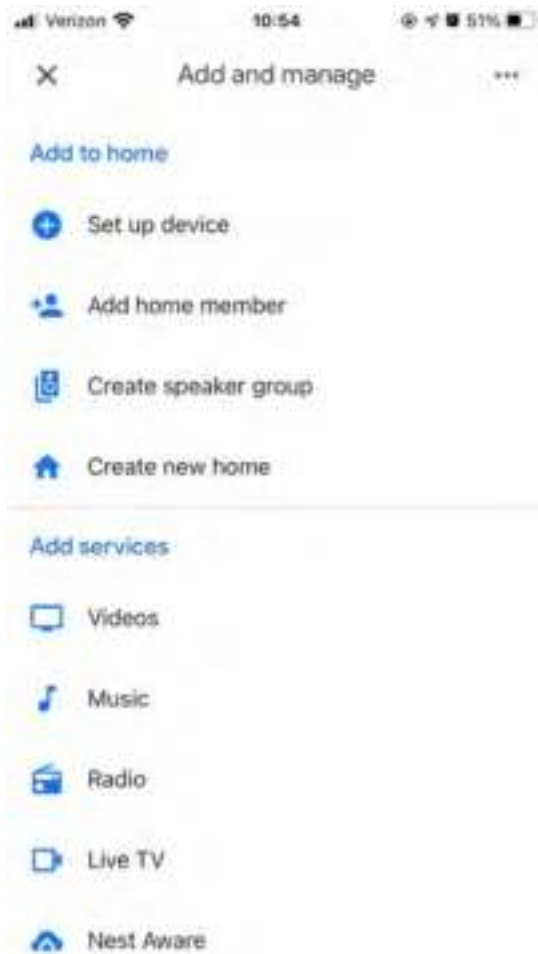 Verizon 10:54 51%
Add and manage
Add to home
Set up device
Add home member
Create speaker group
Create new home
Add services
Videos
Music
Radio
Live TV
Nest Aware